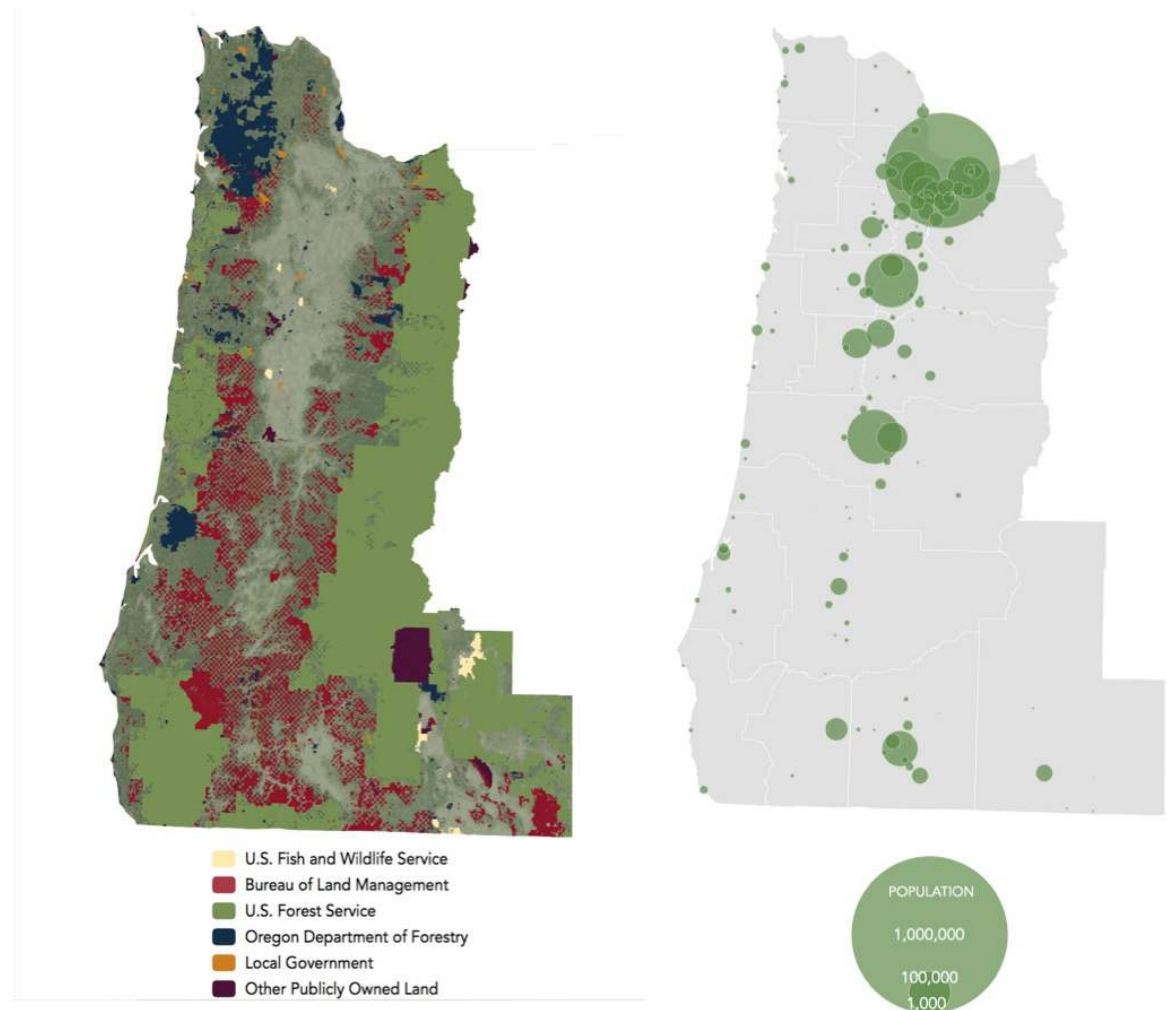 U.S. Fish and Wildlife Service
Bureau of Land Management
U.S. Forest Service
Oregon Department of Forestry
Local Government
Other Publicly Owned Land
POPULATION
1,000,000
100,000
1,000